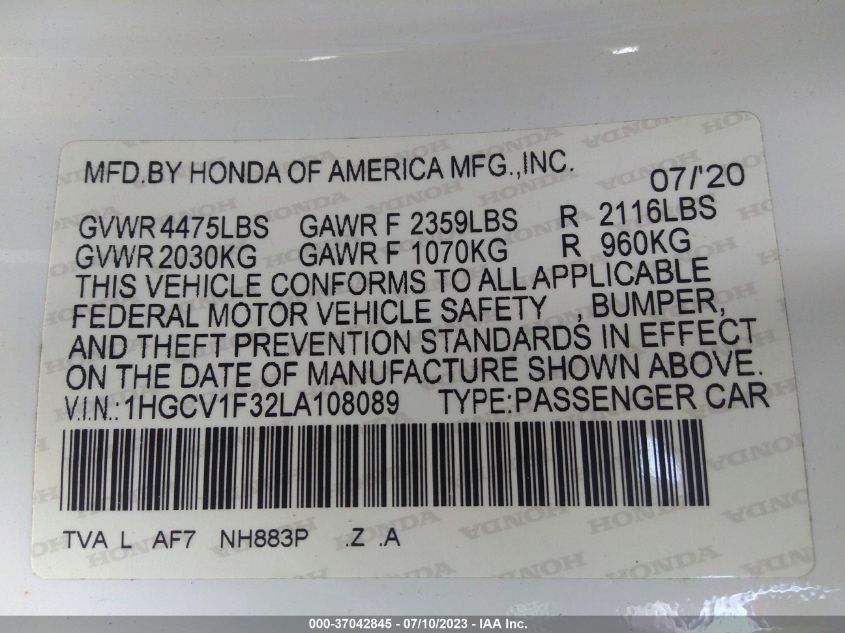 MFD.BY HONDA OF AMERICA MFG.,INC. 07/'20
GVWR 4475LBS GAWR F 2359LBS R 2116LBS
GVWR 2030KG GAWR F 1070KG R 960KG
THIS VEHICLE CONFORMS TO ALL APPLICABLE
FEDERAL MOTOR VEHICLE SAFETY , BUMPER,
AND THEFT PREVENTION STANDARDS IN EFFECT
ON THE DATE OF MANUFACTURE SHOWN ABOVE.
V.I.N.: 1HGCV1F32LA108089 TYPE:PASSENGER CAR
TVA L AF7 NH883P .Z .A
000-37042845 - 07/10/2023 - © IAA Inc.